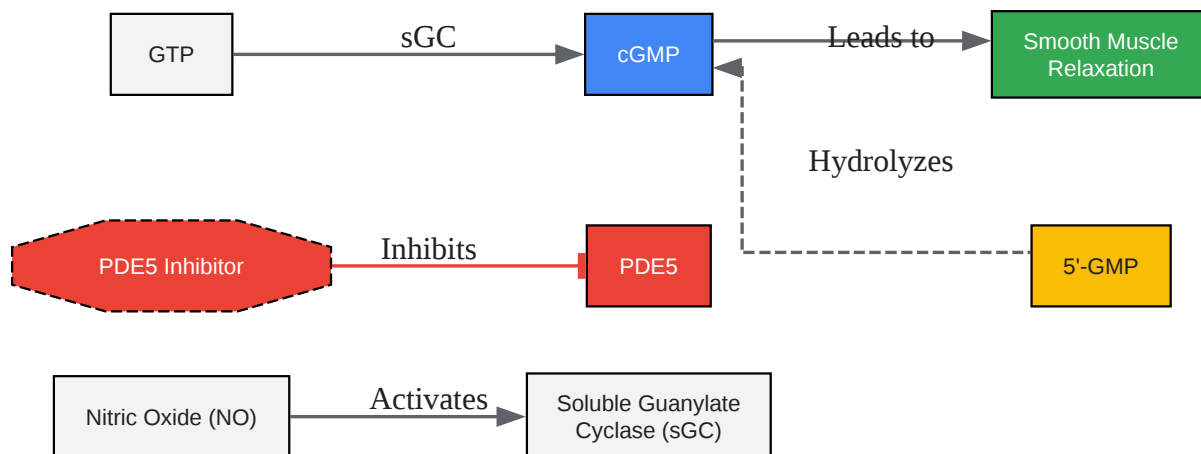 GTP
sGC
cGMP
Leads to
Smooth Muscle
Relaxation
Hydrolyzes
PDE5 Inhibitor
Inhibits
PDE5
5'-GMP
Nitric Oxide (NO)
Activates
Soluble Guanylate
Cyclase (sGC)